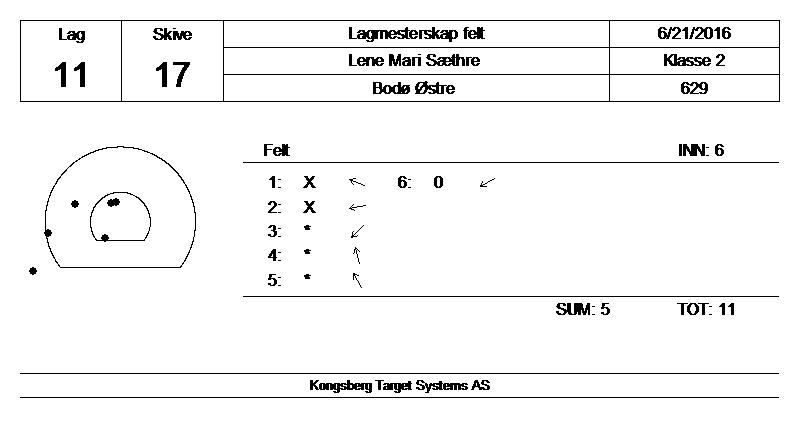 Lag Skive Lagmesterskap felt 6/21/2016
11 17 Lene Mari Sæthre Klasse 2
Bodø Østre 629
Felt INN: 6
1: X 6: 0
2: X
3: *
4: *
5: *
SUM: 5 TOT: 11
Kongsberg Target Systems AS